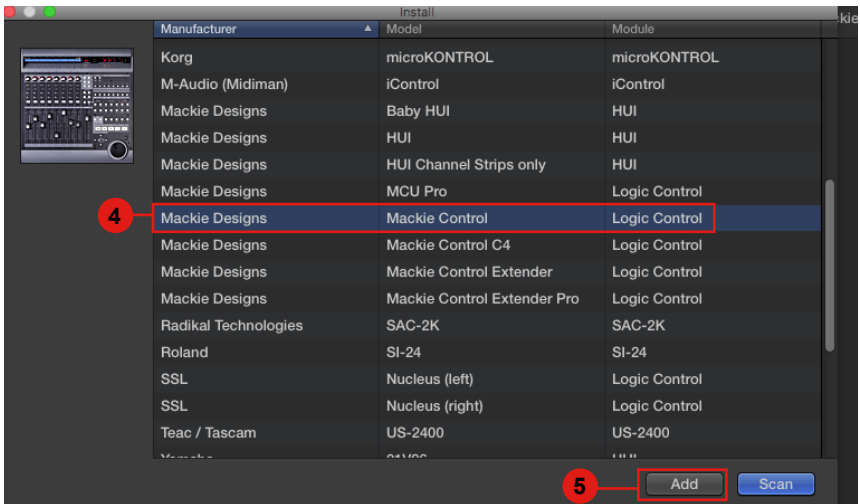 Install
kie
Manufacturer Model Module
Korg microKONTROL microKONTROL
M-Audio (Midiman) iControl iControl
Mackie Designs Baby HUI HUI
Mackie Designs HUI HUI
Mackie Designs HUI Channel Strips only HUI
Mackie Designs MCU Pro Logic Control
4 Mackie Designs Mackie Control Logic Control
Mackie Designs Mackie Control C4 Logic Control
Mackie Designs Mackie Control Extender Logic Control
Mackie Designs Mackie Control Extender Pro Logic Control
Radikal Technologies SAC-2K SAC-2K
Roland SI-24 SI-24
SSL Nucleus (left) Logic Control
SSL Nucleus (right) Logic Control
Teac / Tascam US-2400 US-2400
5 Add Scan